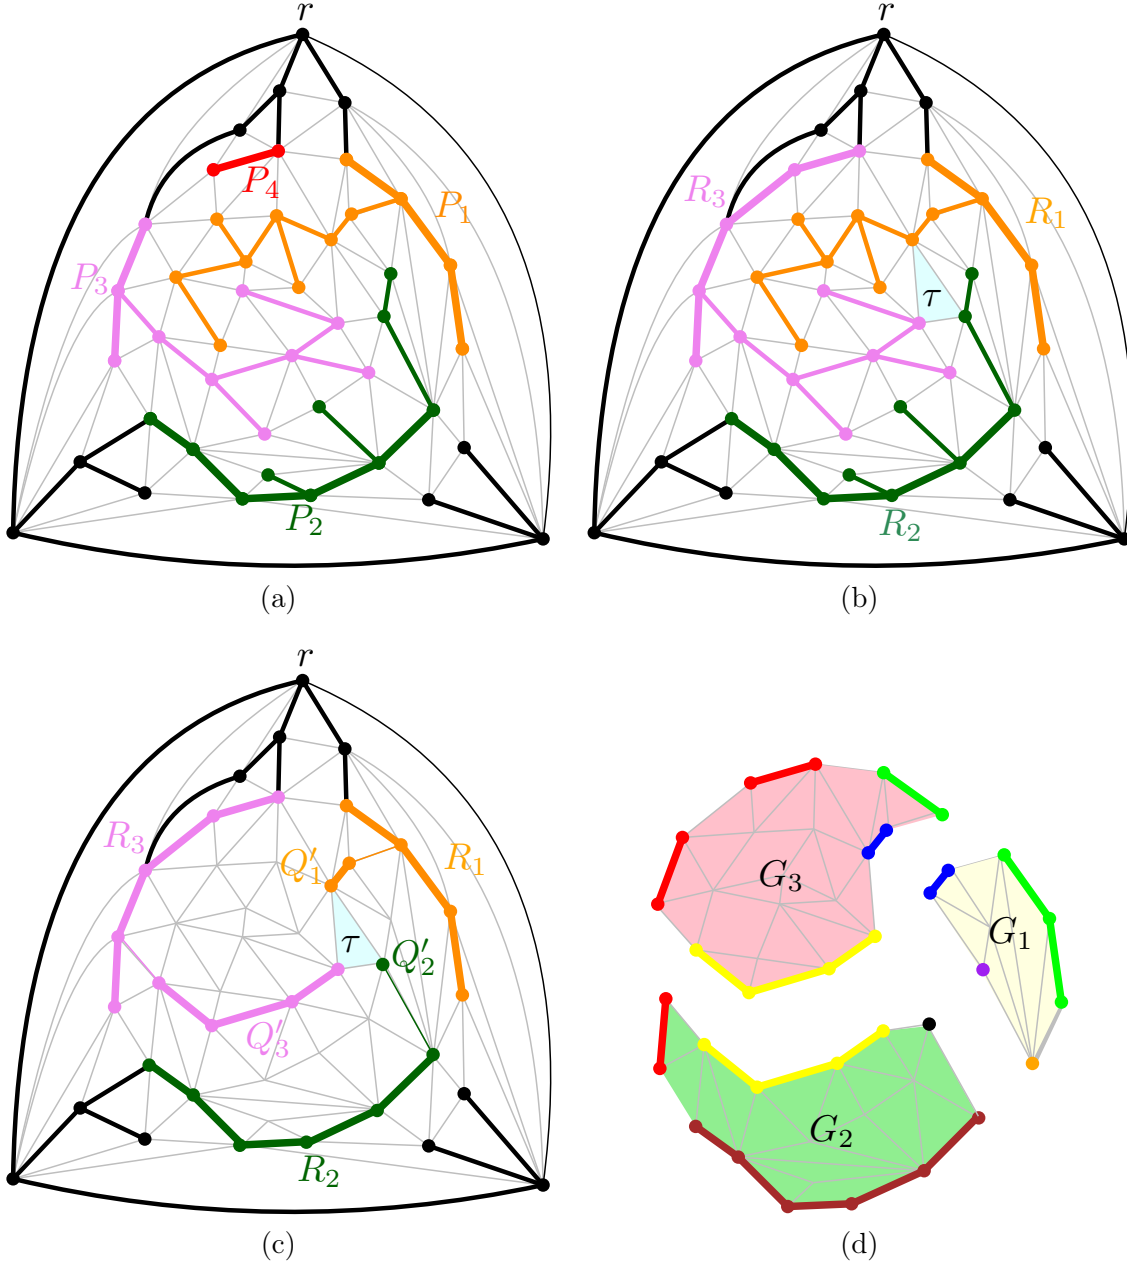 r
P₄
P₁
P₃
P₂
(a)
r
R₃
R₁
τ
R₂
(b)
r
R₃
Q′₁
R₁
τ
Q′₂
Q′₃
R₂
(c)
G₃
G₁
G₂
(d)